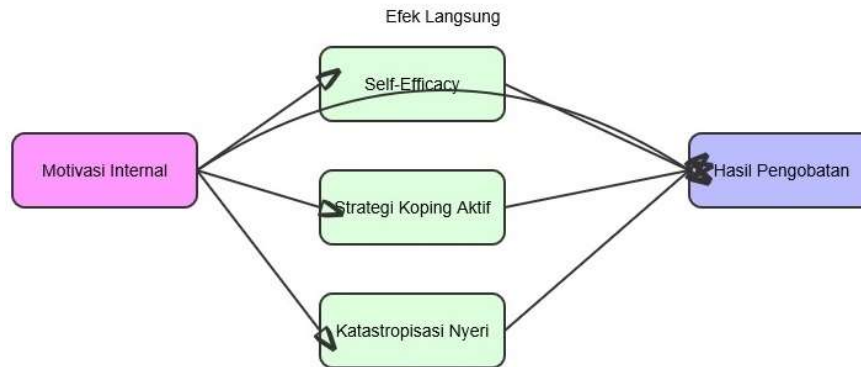 Efek Langsung
Self-Efficacy
Motivasi Internal
Hasil Pengobatan
Strategi Koping Aktif
Katastropisasi Nyeri